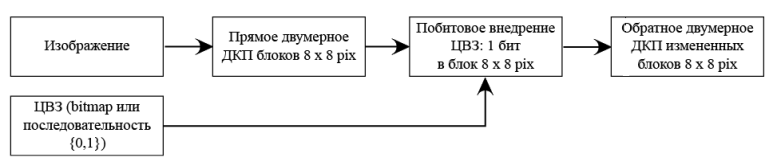 Изображение
Прямое двумерное
ДКП блоков 8 х 8 pix
Побитовое внедрение
ЦВЗ: 1 бит
в блок 8 х 8 pix
Обратное двумерное
ДКП измененных
блоков 8 х 8 pix
ЦВЗ (bitmap или
последовательность
{0,1})